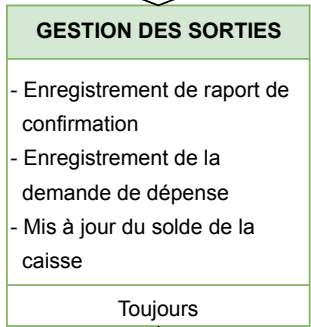 GESTION DES SORTIES
- Enregistrement de raport de
confirmation
- Enregistrement de la
demande de dépense
- Mis à jour du solde de la
caisse
Toujours